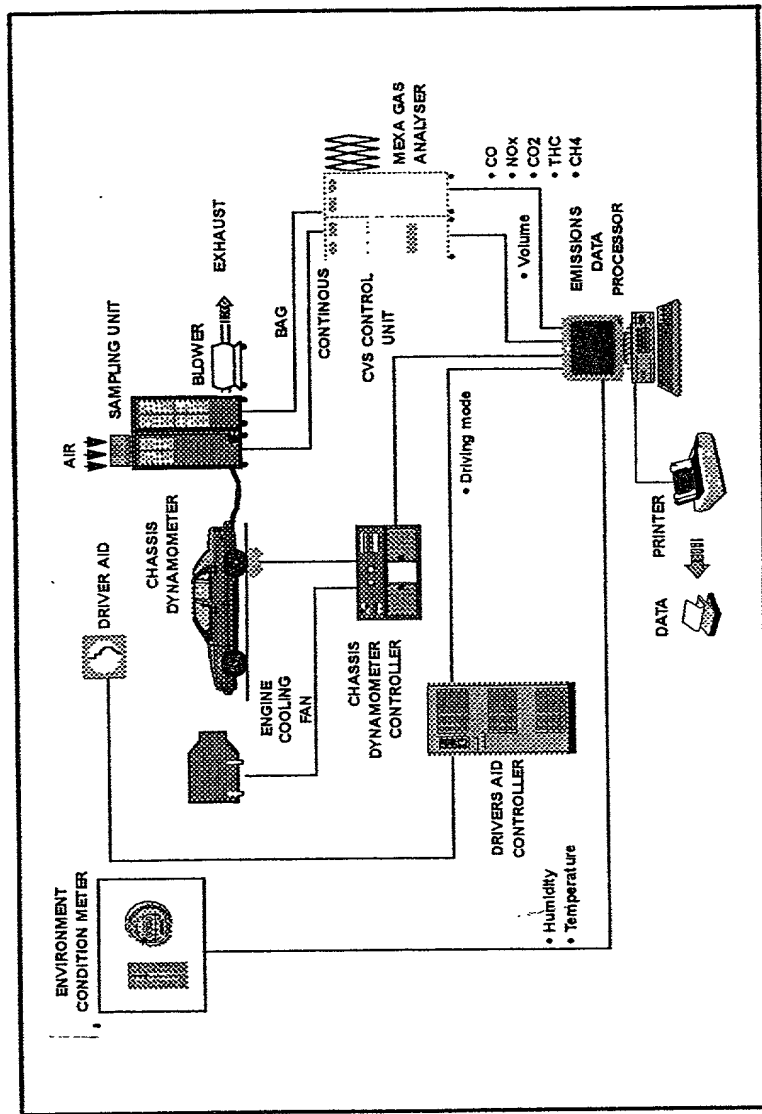 ENVIRONMENT
CONDITION METER
DRIVER AID
AIR
SAMPLING UNIT
CHASSIS
DYNAMOMETER
BLOWER
EXHAUST
ENGINE COOLING
FAN
BAG
CONTINOUS
MEXA GAS
ANALYSER
CVS CONTROL
UNIT
CHASSIS
DYNAMOMETER
CONTROLLER
DRIVERS AID
CONTROLLER
• Driving mode
• Volume
• CO
• NOx
• CO2
• THC
• CH4
• Humidity
• Temperature
EMISSIONS
DATA
PROCESSOR
PRINTER
DATA